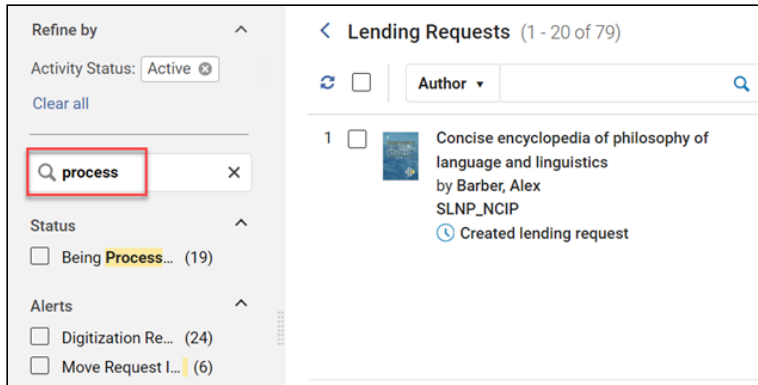 Refine by
Activity Status: Active
Clear all
process
Status
Being Process... (19)
Alerts
Digitization Re... (24)
Move Request I... (6)
Lending Requests (1 - 20 of 79)
Author
1
Concise encyclopedia of philosophy of
language and linguistics
by Barber, Alex
SLNP_NCIP
Created lending request